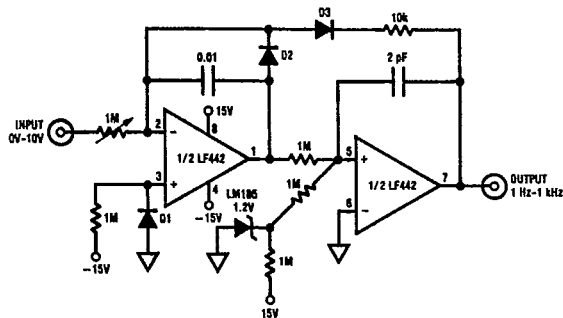 D3
10k
D2
0.01
2 pF
INPUT
0V-10V
1M
15V
2
-
8
1/2 LF442
1
1M
5
+
1/2 LF442
7
OUTPUT
1 Hz-1 kHz
3
+
4
-15V
1M
LM185
1.2V
6
-
1M
D1
-15V
1M
15V